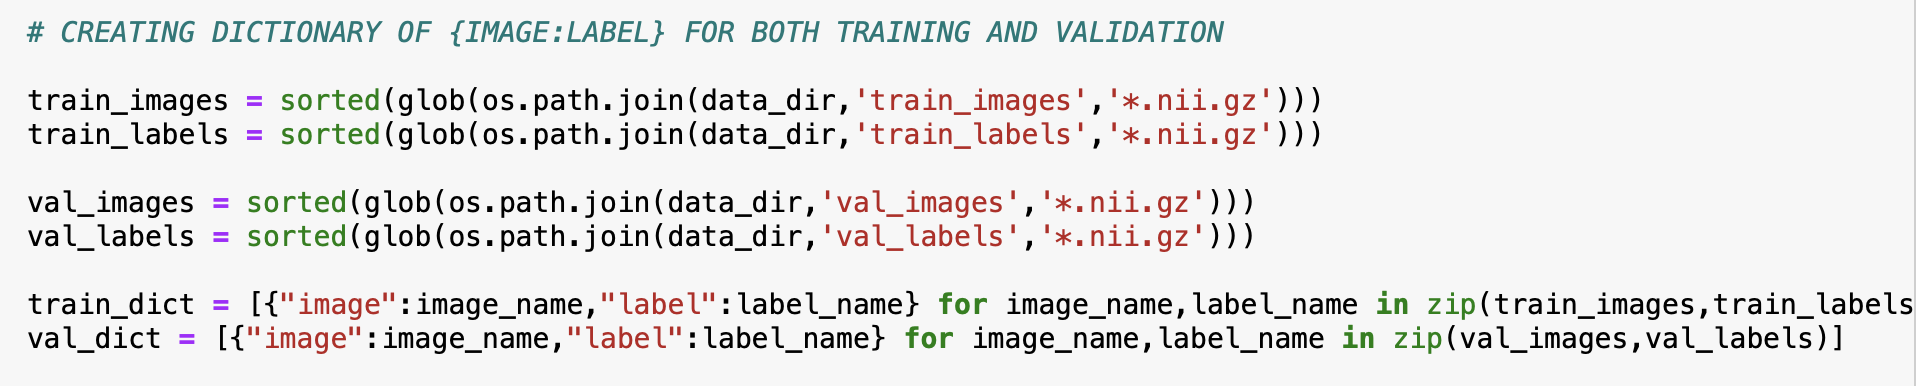 # CREATING DICTIONARY OF {IMAGE:LABEL} FOR BOTH TRAINING AND VALIDATION
train_images = sorted(glob(os.path.join(data_dir,'train_images','*.nii.gz')))
train_labels = sorted(glob(os.path.join(data_dir,'train_labels','*.nii.gz')))
val_images = sorted(glob(os.path.join(data_dir,'val_images','*.nii.gz')))
val_labels = sorted(glob(os.path.join(data_dir,'val_labels','*.nii.gz')))
train_dict = [{"image":image_name,"label":label_name} for image_name,label_name in zip(train_images,train_labels
val_dict = [{"image":image_name,"label":label_name} for image_name,label_name in zip(val_images,val_labels)]